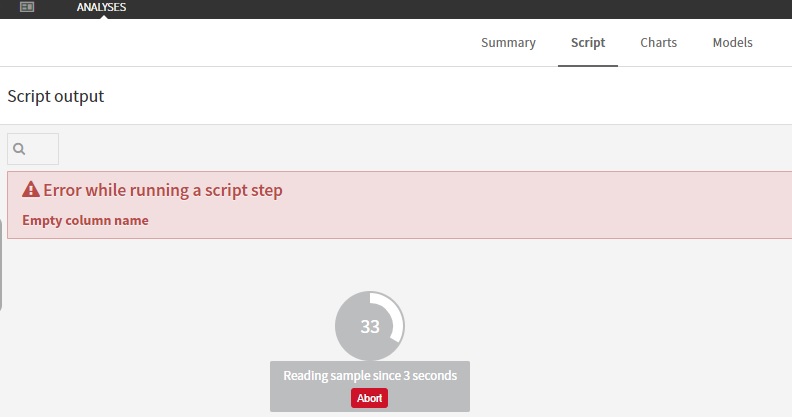 ANALYSES
Summary Script Charts Models
Script output
Error while running a script step
Empty column name
33
Reading sample since 3 seconds
Abort